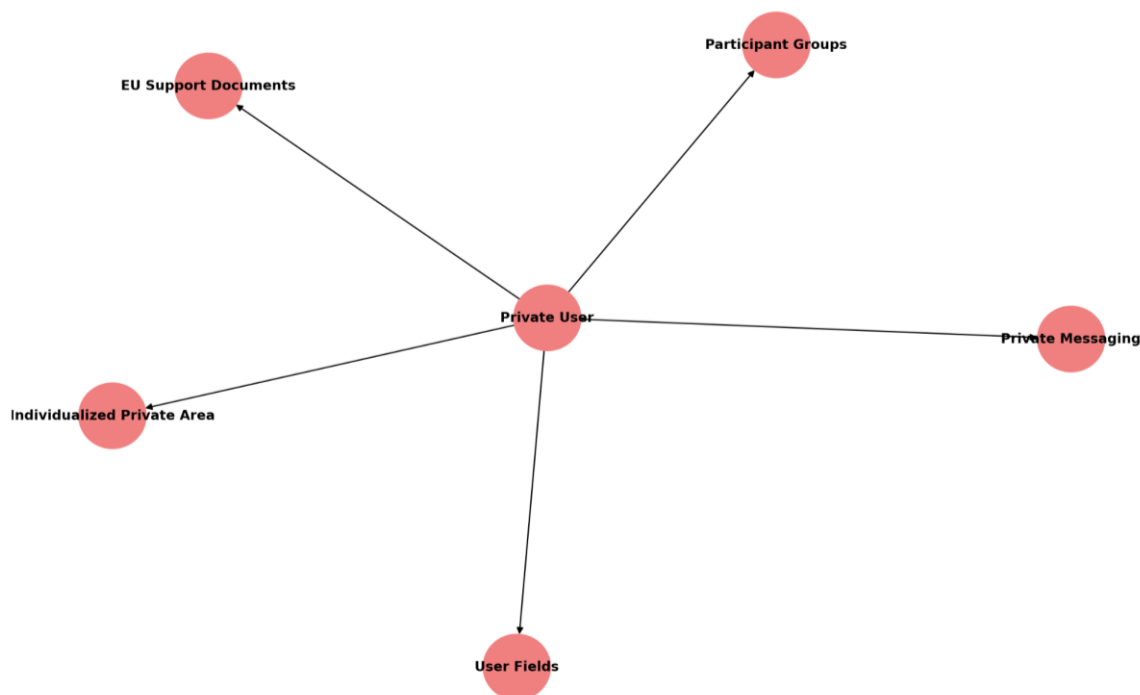 Participant Groups
EU Support Documents
Private User
Private Messaging
Individualized Private Area
User Fields